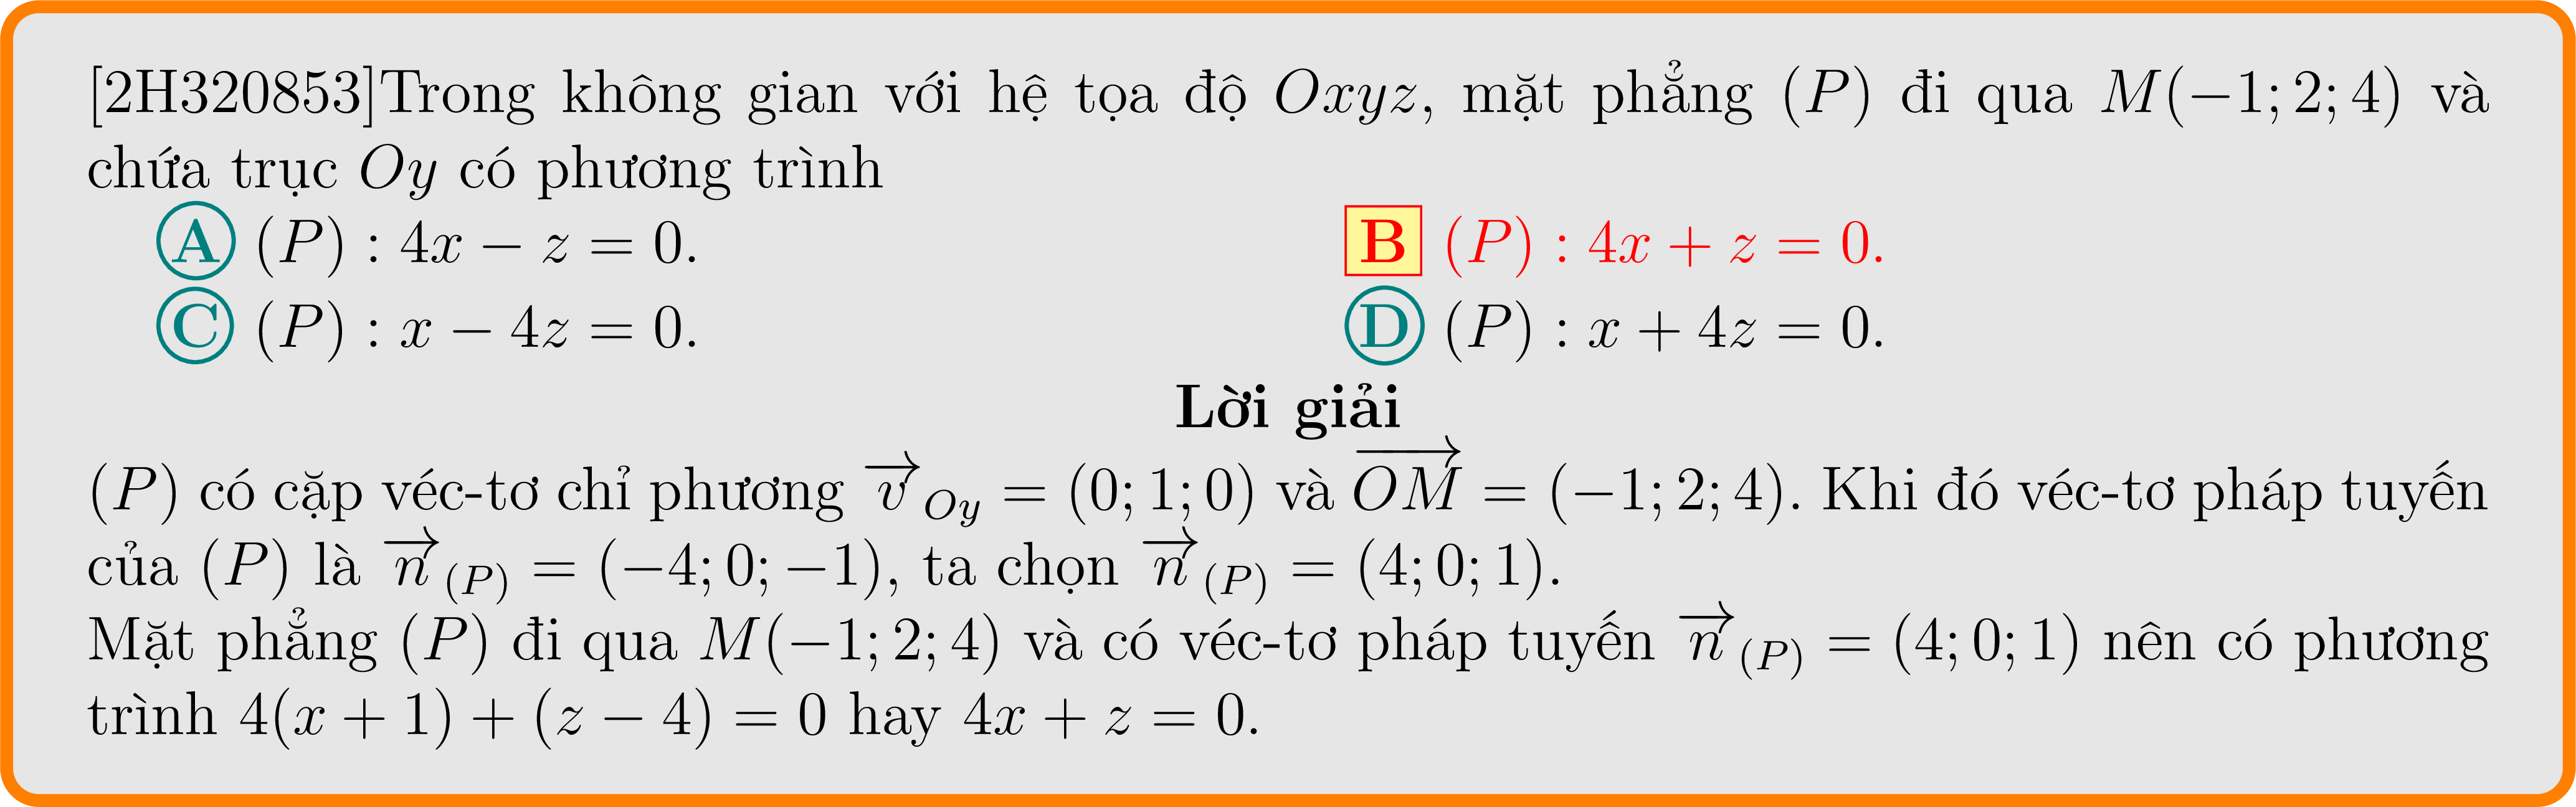 [2H320853]Trong không gian với hệ tọa độ Oxyz, mặt phẳng (P) đi qua M(−1; 2; 4) và
chứa trục Oy có phương trình
A (P) : 4x − z = 0. B (P) : 4x + z = 0.
C (P) : x − 4z = 0. D (P) : x + 4z = 0.
Lời giải
(P) có cặp véc-tơ chỉ phương \overrightarrow{v}_{Oy} = (0; 1; 0) và \overrightarrow{OM} = (−1; 2; 4). Khi đó véc-tơ pháp tuyến
của (P) là \overrightarrow{n}_{(P)} = (−4; 0; −1), ta chọn \overrightarrow{n}_{(P)} = (4; 0; 1).
Mặt phẳng (P) đi qua M(−1; 2; 4) và có véc-tơ pháp tuyến \overrightarrow{n}_{(P)} = (4; 0; 1) nên có phương
trình 4(x + 1) + (z − 4) = 0 hay 4x + z = 0.